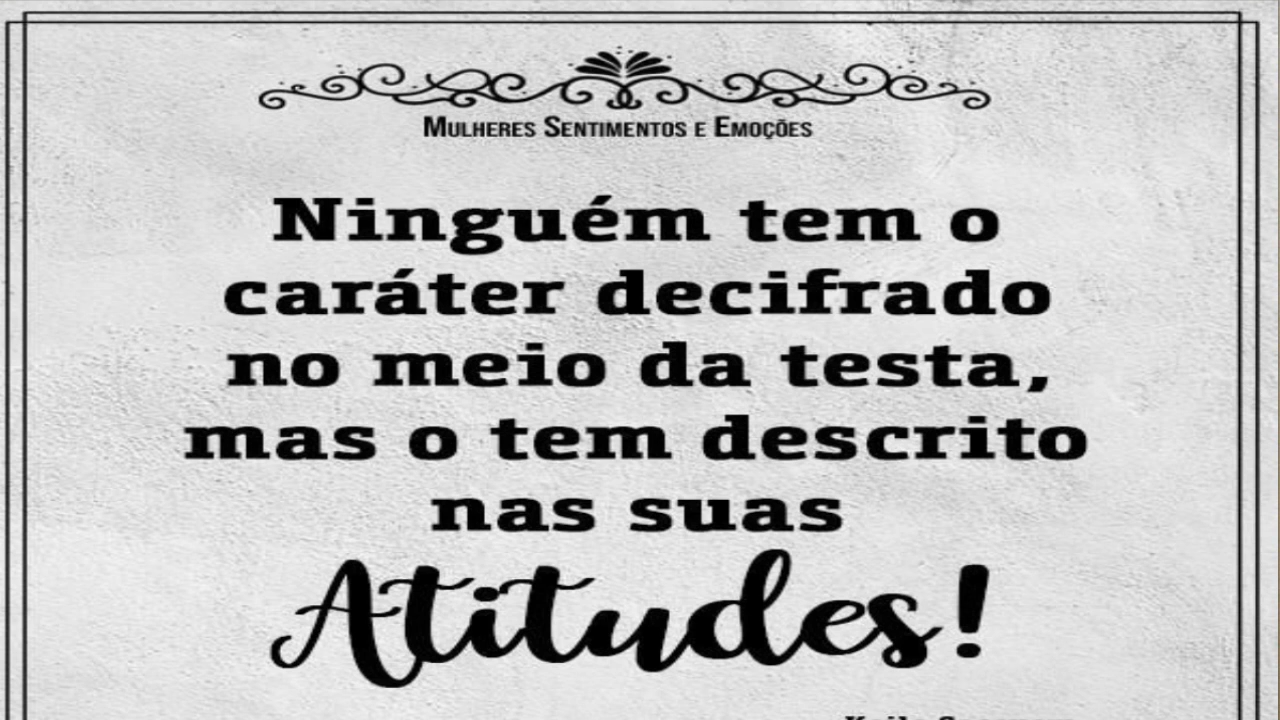 Mulheres Sentimentos e Emoções
Ninguém tem o
caráter decifrado
no meio da testa,
mas o tem descrito
nas suas
Atitudes!